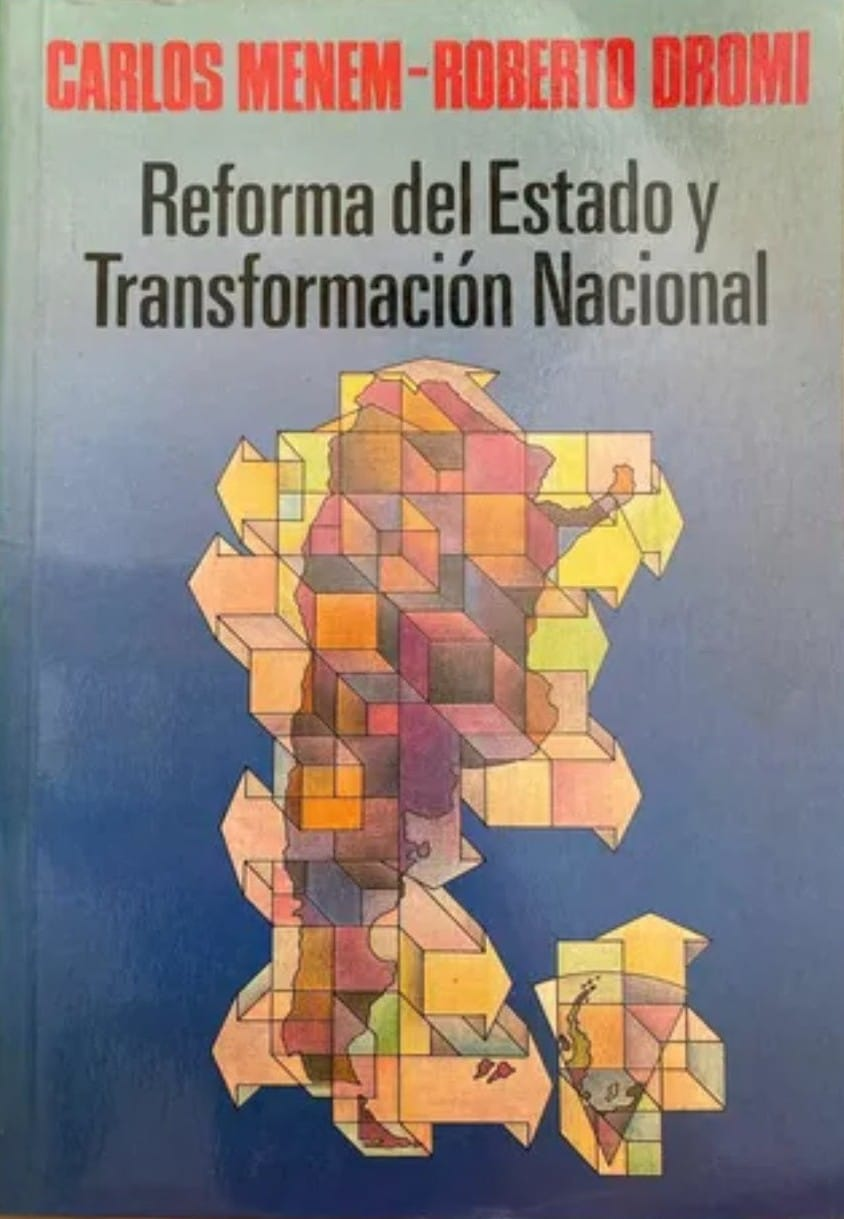 CARLOS MENEM-ROBERTO DROMI
Reforma del Estado y
Transformación Nacional